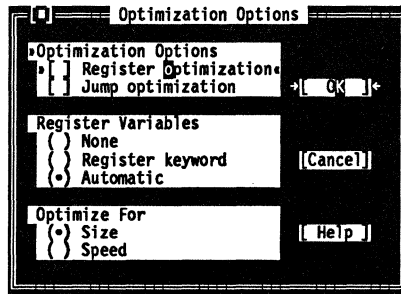 Optimization Options
Optimization Options
[ ] Register Optimization
[ ] Jump optimization
[ OK ]
Register Variables
( ) None
( ) Register keyword
(•) Automatic
[Cancel]
Optimize For
(•) Size
( ) Speed
[ Help ]